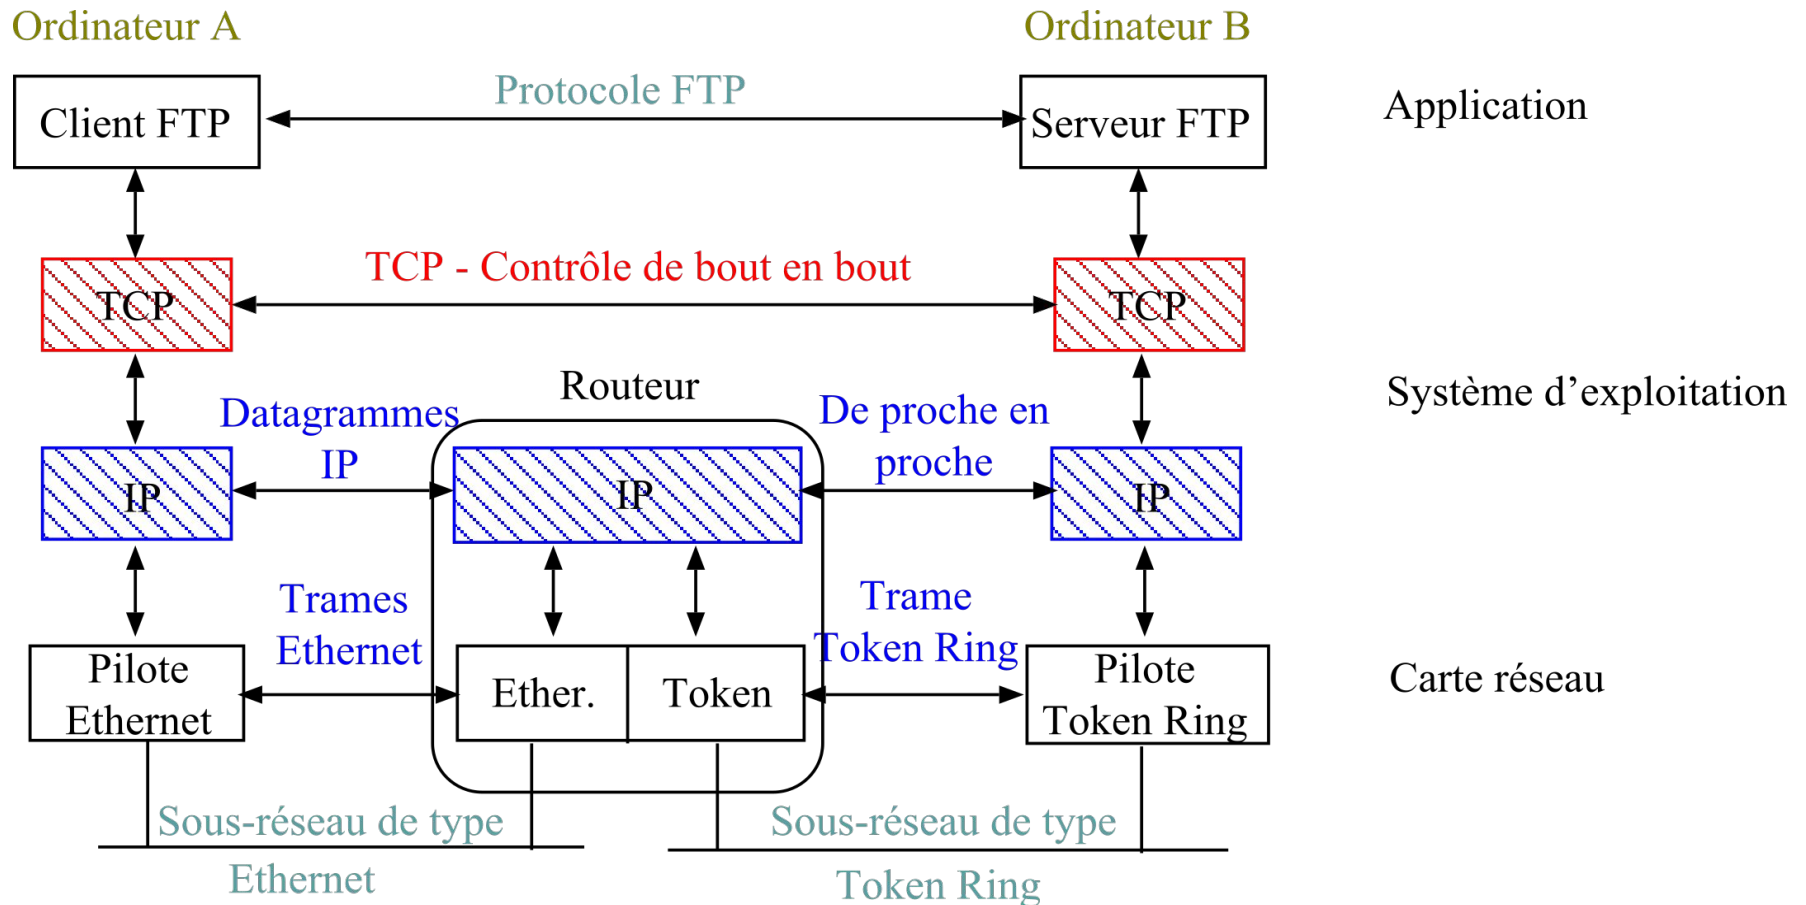 Ordinateur A
Ordinateur B
Protocole FTP
Client FTP
Serveur FTP
Application
TCP - Contrôle de bout en bout
TCP
TCP
Routeur
Système d’exploitation
Datagrammes
IP
De proche en
proche
IP
IP
IP
Trames
Ethernet
Trame
Token Ring
Pilote
Ethernet
Ether.
Token
Pilote
Token Ring
Carte réseau
Sous-réseau de type
Ethernet
Sous-réseau de type
Token Ring